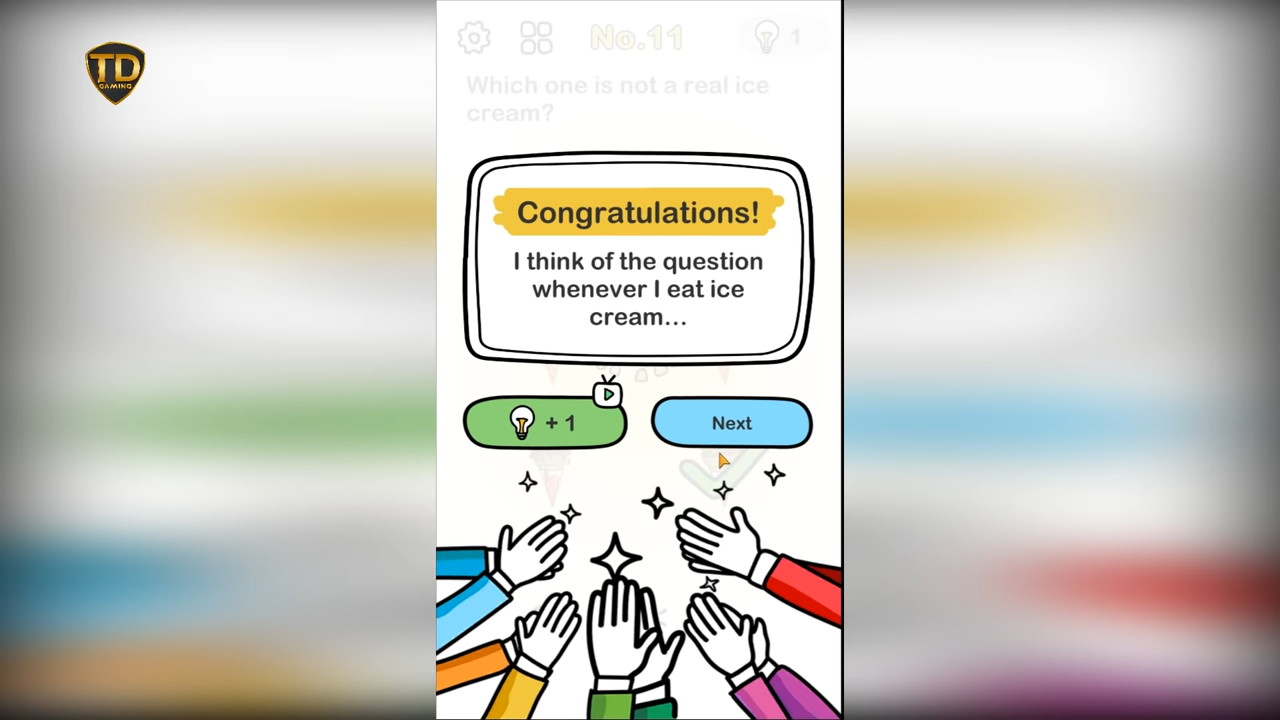 TD
GAMING
No.11
1
Which one is not a real ice
cream?
Congratulations!
I think of the question
whenever I eat ice
cream...
+ 1
Next